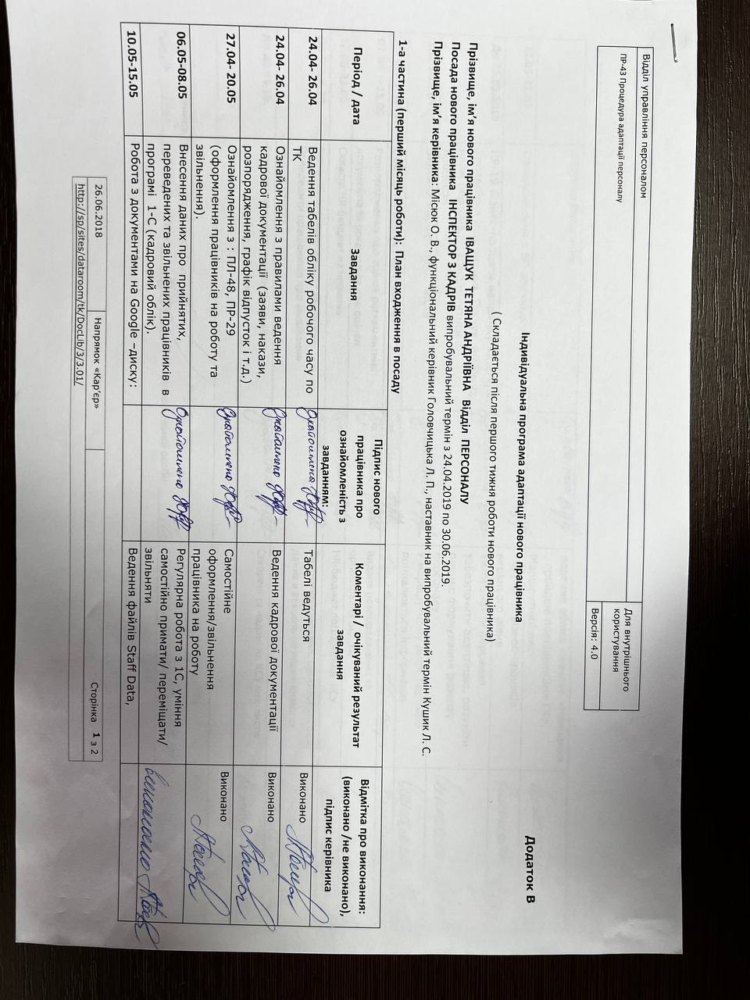 Відділ управління персоналом
ПР-43 Процедура адаптації персоналу
Для внутрішнього
користування
Версія: 4.0
Додаток В
Індивідуальна програма адаптації нового працівника
( Складається після першого тижня роботи нового працівника)
Прізвище, ім’я нового працівника ІВАЩУК ТЕТЯНА АНДРІЇВНА Відділ ПЕРСОНАЛУ
Посада нового працівника ІНСПЕКТОР З КАДРІВ випробувальний термін з 24.04.2019 по 30.06.2019.
Прізвище, ім’я керівника: Місюк О. В., функціональний керівник Головчицька Л. П., наставник на випробувальний термін Кушик Л. С.
1-а частина (перший місяць роботи): План входження в посаду
Період / дата
Завдання
Підпис нового
працівника про
ознайомленість з
завданням:
Коментарі / очікуваний результат
завдання
Відмітка про виконання:
(виконано /не виконано),
підпис керівника
24.04- 26.04
Ведення табелів обліку робочого часу по
ТК
Ознайомлена
Табелі ведуться
Виконано
24.04- 26.04
Ознайомлення з правилами ведення
кадрової документації (заяви, накази,
розпорядження, графік відпусток і т.д.)
Ознайомлено
Ведення кадрової документації
Виконано
27.04- 20.05
Ознайомлення з : ПЛ-48, ПР-29
(оформлення працівників на роботу та
звільнення).
Ознайомлено
Самостійне
оформлення/звільнення
працівника на роботу
Виконано
06.05-08.05
Внесення даних про прийнятих,
переведених та звільнених працівників в
програмі 1-С (кадровий облік).
Ознайомлено
Регулярна робота з 1С, уміння
самостійно примати/ переміщати/
звільняти
виконано
10.05-15.05
Робота з документами на Google –диску:
Ведення файлів Staff Data,
26.06.2018
Напрямок «Кар’єр»
Сторінка 1 з 2
http://sp/sites/dataroom/tk/DocLib/3/3.01/